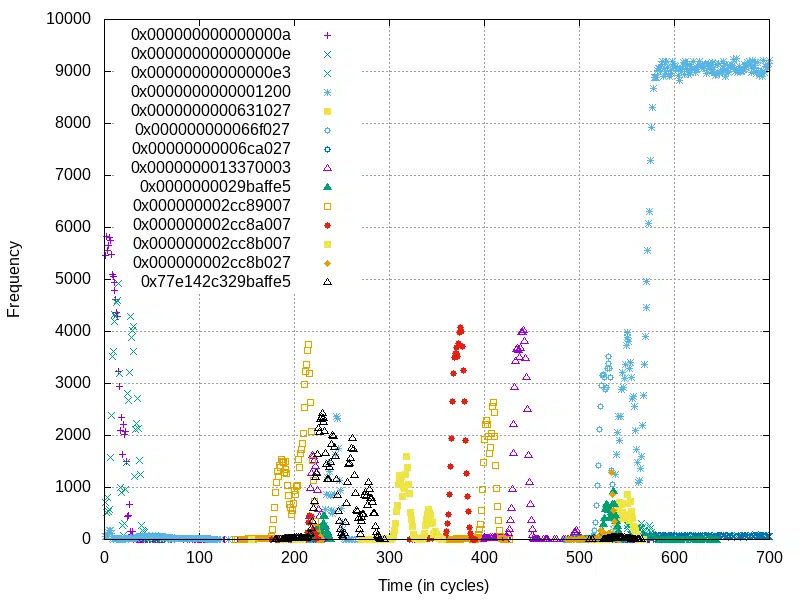 10000
9000
8000
7000
6000
5000
4000
3000
2000
1000
0
Frequency
0x000000000000000a
0x000000000000000e
0x00000000000000e3
0x0000000000001200
0x0000000000631027
0x000000000066f027
0x00000000006ca027
0x0000000013370003
0x0000000029baffe5
0x000000002cc89007
0x000000002cc8a007
0x000000002cc8b007
0x000000002cc8b027
0x77e142c329baffe5
0 100 200 300 400 500 600 700
Time (in cycles)